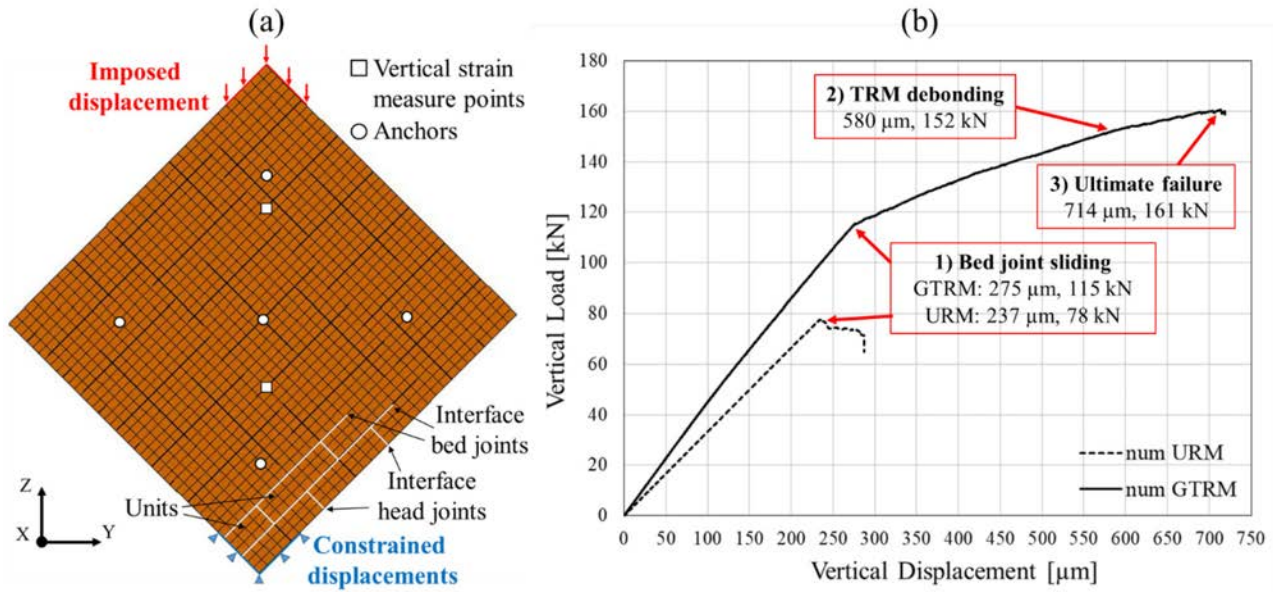 (a)
Imposed
displacement
Vertical strain
measure points
Anchors
Interface
bed joints
Interface
head joints
Units
Z
X
Y
Constrained
displacements
(b)
Vertical Load [kN]
180
160
140
120
100
80
60
40
20
0
2) TRM debonding
580 μm, 152 kN
3) Ultimate failure
714 μm, 161 kN
1) Bed joint sliding
GTRM: 275 μm, 115 kN
URM: 237 μm, 78 kN
num URM
num GTRM
0 50 100 150 200 250 300 350 400 450 500 550 600 650 700 750
Vertical Displacement [μm]